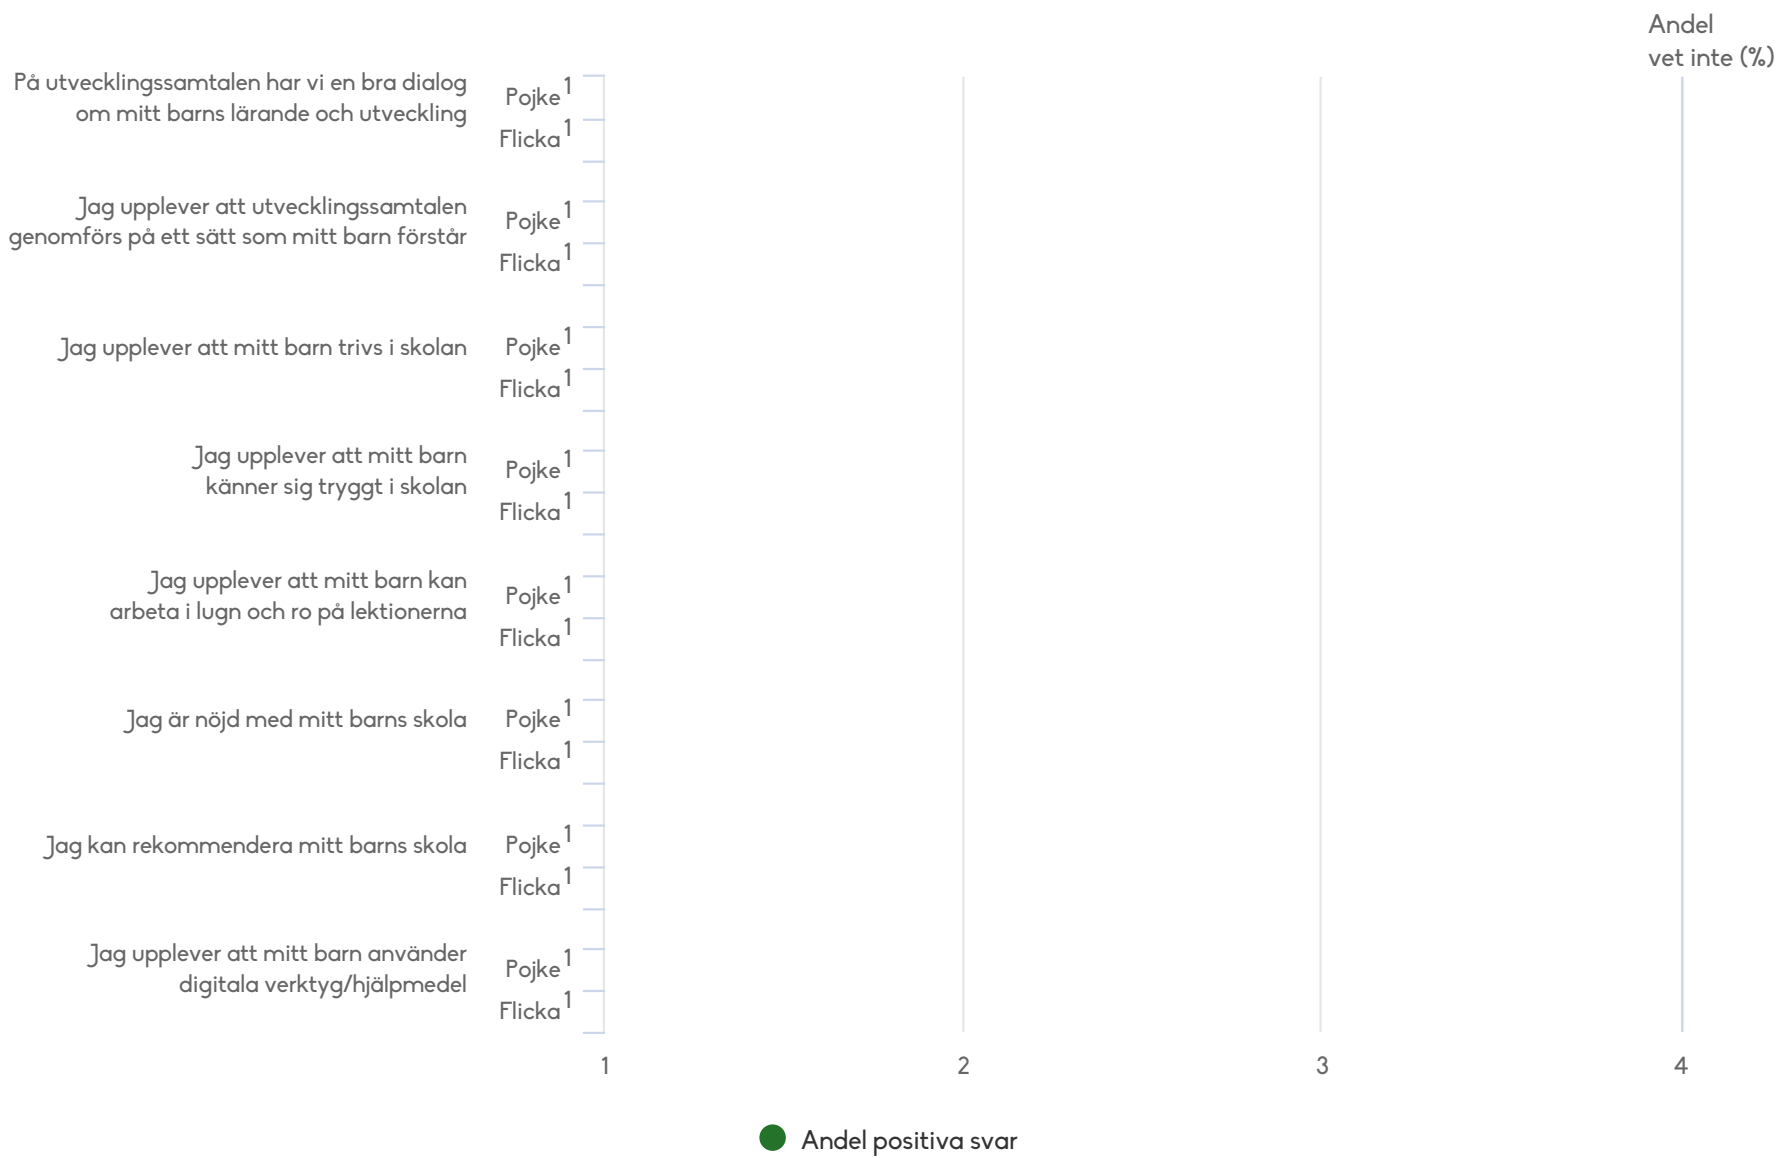 Andel
vet inte (%)
På utvecklingssamtalen har vi en bra dialog
om mitt barns lärande och utveckling
Pojke 1
Flicka 1
Jag upplever att utvecklingssamtalen
genomförs på ett sätt som mitt barn förstår
Pojke 1
Flicka 1
Jag upplever att mitt barn trivs i skolan
Pojke 1
Flicka 1
Jag upplever att mitt barn
känner sig tryggt i skolan
Pojke 1
Flicka 1
Jag upplever att mitt barn kan
arbeta i lugn och ro på lektionerna
Pojke 1
Flicka 1
Jag är nöjd med mitt barns skola
Pojke 1
Flicka 1
Jag kan rekommendera mitt barns skola
Pojke 1
Flicka 1
Jag upplever att mitt barn använder
digitala verktyg/hjälpmedel
Pojke 1
Flicka 1
1 2 3 4
Andel positiva svar